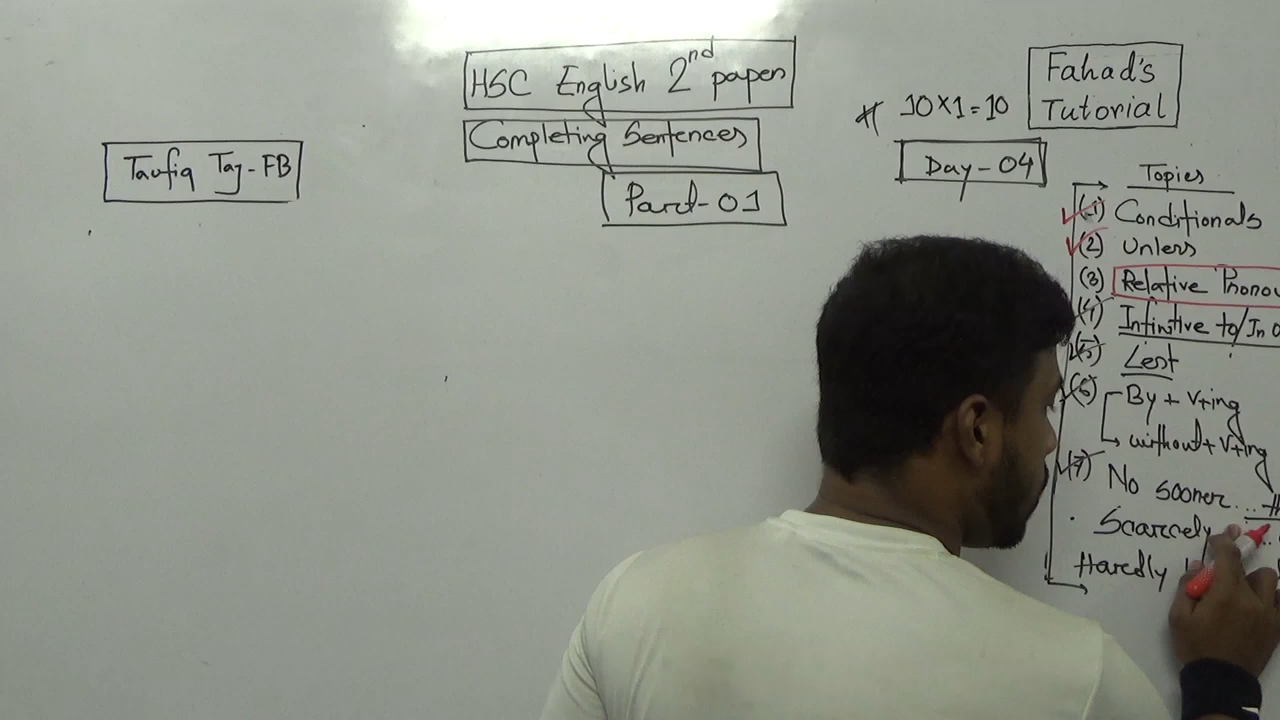 HSC English 2nd paper
Completing Sentences
Part-01
Taufiq Taj-FB
# 10×1=10
Fahad's
Tutorial
Day-04
Topics
(1) Conditionals
(2) Unless
(3) Relative Pronou
(4) Infinitive to/In o
(5) Lest
(6) By + V+ing
without + V+ing
(7) No sooner... th
Scarcely
Hardly